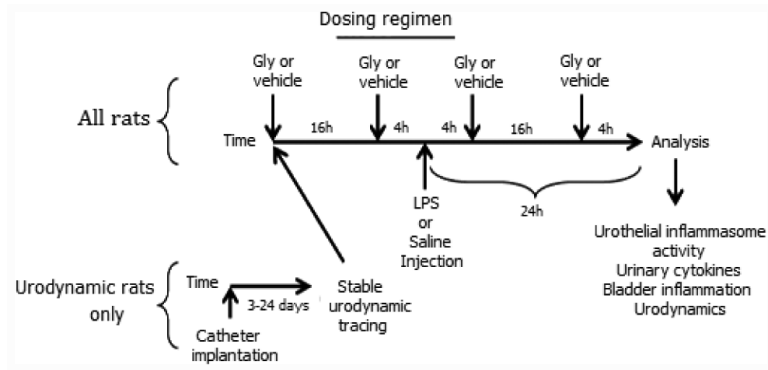 Dosing regimen
Gly or
vehicle
Gly or
vehicle
Gly or
vehicle
Gly or
vehicle
All rats
Time
16h
4h
4h
16h
4h
Analysis
LPS
or
Saline
Injection
24h
Urothelial inflammasome
activity
Urinary cytokines
Bladder inflammation
Urodynamics
Urodynamic rats
only
Time
3-24 days
Stable
urodynamic
tracing
Catheter
implantation